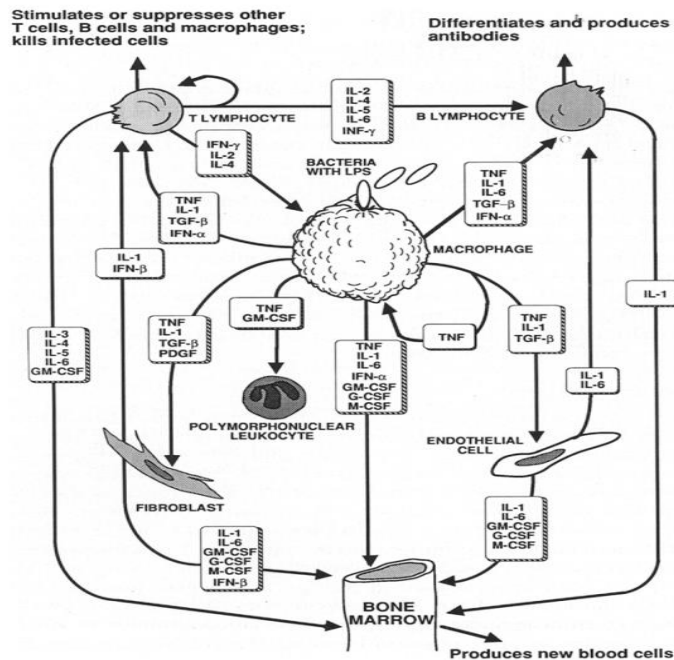 Stimulates or suppresses other
T cells, B cells and macrophages;
kills infected cells
Differentiates and produces
antibodies
T LYMPHOCYTE
IL-2
IL-4
IL-5
IL-6
INF-γ
B LYMPHOCYTE
IFN-γ
IL-2
IL-4
BACTERIA
WITH LPS
TNF
IL-1
IL-6
TGF-β
IFN-α
TNF
IL-1
TGF-β
IFN-α
MACROPHAGE
IL-1
IFN-β
IL-1
TNF
IL-1
TGF-β
PDGF
TNF
GM-CSF
TNF
TNF
IL-1
TGF-β
IL-3
IL-4
IL-5
IL-6
GM-CSF
TNF
IL-1
IL-6
IFN-α
GM-CSF
G-CSF
M-CSF
IL-1
IL-6
POLYMORPHONUCLEAR
LEUKOCYTE
ENDOTHELIAL
CELL
FIBROBLAST
IL-1
IL-6
GM-CSF
G-CSF
M-CSF
IL-1
IL-6
GM-CSF
G-CSF
M-CSF
IFN-β
BONE
MARROW
Produces new blood cells